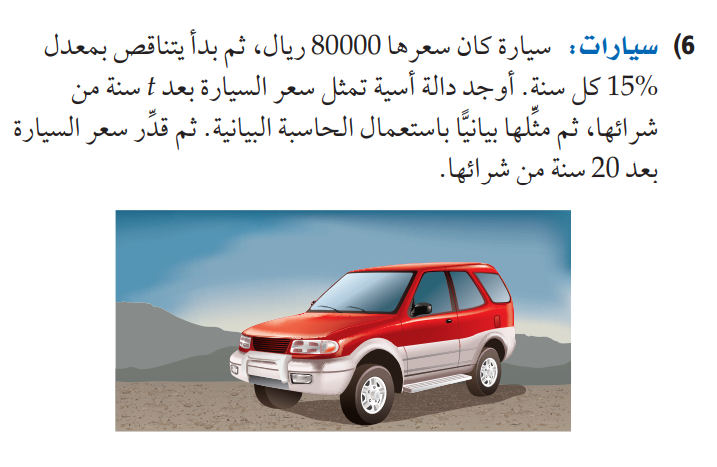 6) سيارات: سيارة كان سعرها 80000 ريال، ثم بدأ يتناقص بمعدل
15% كل سنة. أوجد دالة أسية تمثل سعر السيارة بعد t سنة من
شرائها، ثم مثِّلها بيانيًّا باستعمال الحاسبة البيانية. ثم قدِّر سعر السيارة
بعد 20 سنة من شرائها.